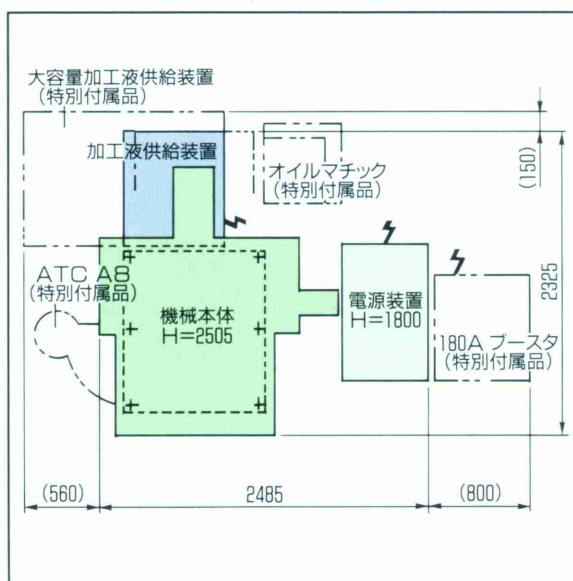 大容量加工液供給装置
(特別付属品)
加工液供給装置
オイルマチック
(特別付属品)
(150)
ATC A8
(特別付属品)
機械本体
H=2505
電源装置
H=1800
180A ブースタ
(特別付属品)
2325
(560)
2485
(800)